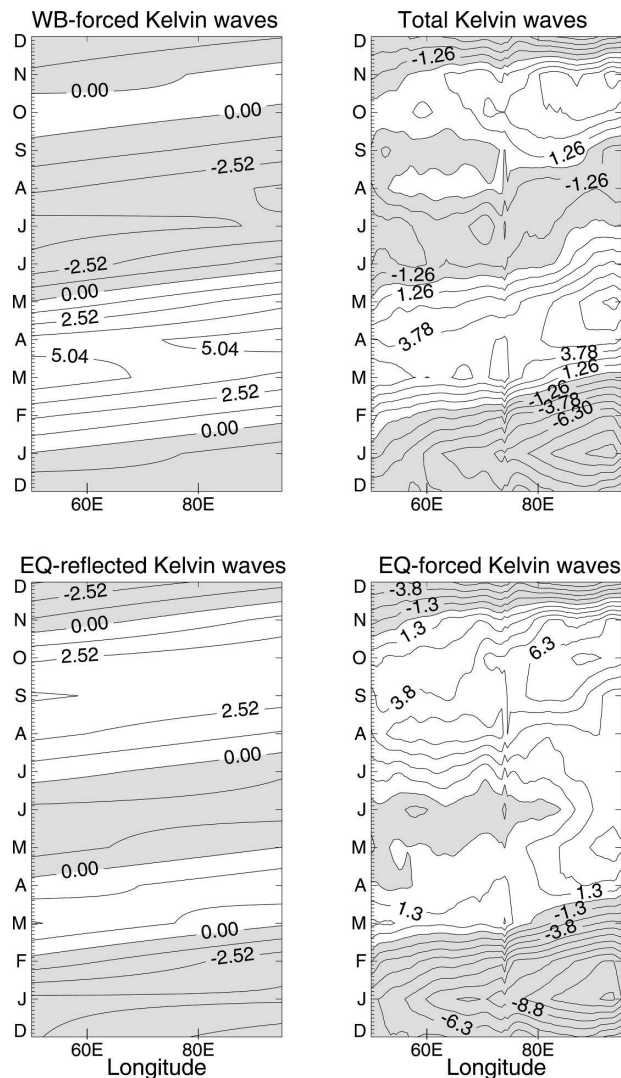 WB-forced Kelvin waves
D
N
O
S
A
J
J
M
A
M
F
J
D
0.00
0.00
-2.52
-2.52
0.00
2.52
5.04
5.04
2.52
0.00
60E
80E
Total Kelvin waves
D
N
O
S
A
J
J
M
A
M
F
J
D
-1.26
1.26
-1.26
-1.26
1.26
3.78
3.78
1.26
-1.26
-3.78
-6.30
60E
80E
EQ-reflected Kelvin waves
D
N
O
S
A
J
J
M
A
M
F
J
D
-2.52
0.00
2.52
2.52
0.00
0.00
0.00
-2.52
60E
80E
Longitude
EQ-forced Kelvin waves
D
N
O
S
A
J
J
M
A
M
F
J
D
-3.8
-1.3
1.3
6.3
3.8
1.3
1.3
-1.3
-3.8
-8.8
-6.3
60E
80E
Longitude